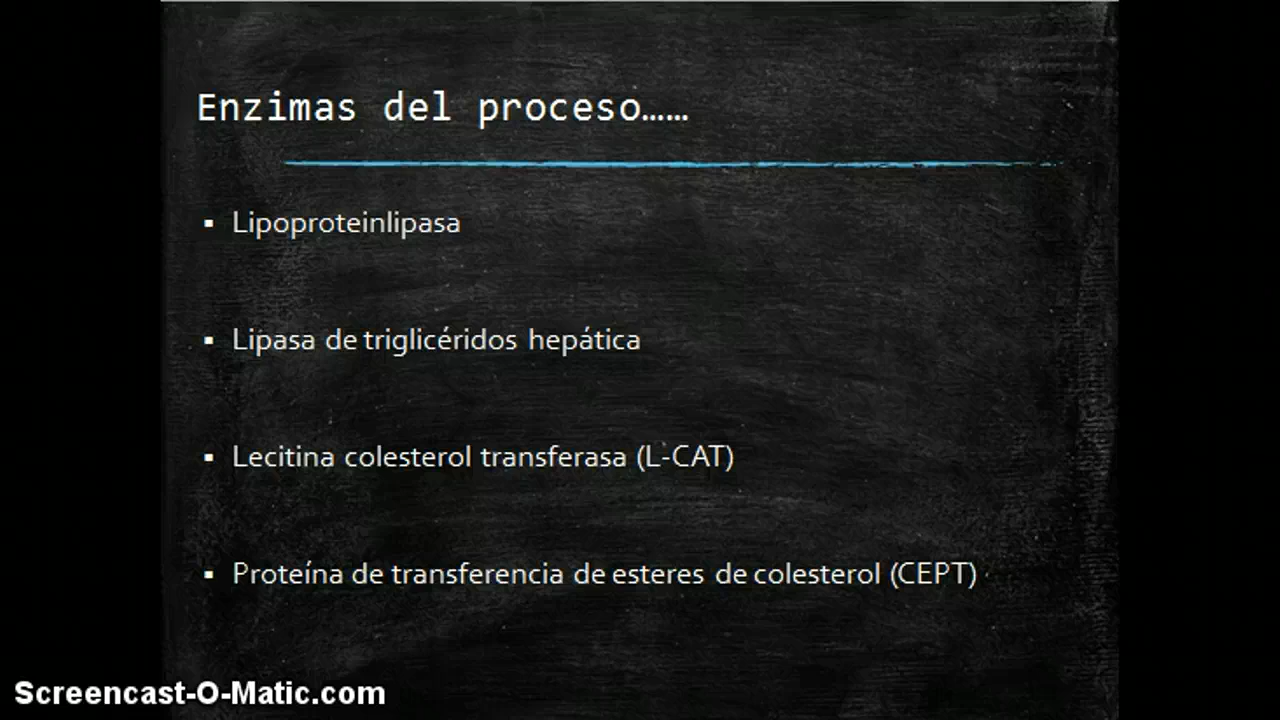 Enzimas del proceso……
▪ Lipoproteinlipasa
▪ Lipasa de triglicéridos hepática
▪ Lecitina colesterol transferasa (L-CAT)
▪ Proteína de transferencia de esteres de colesterol (CEPT)
Screencast-O-Matic.com